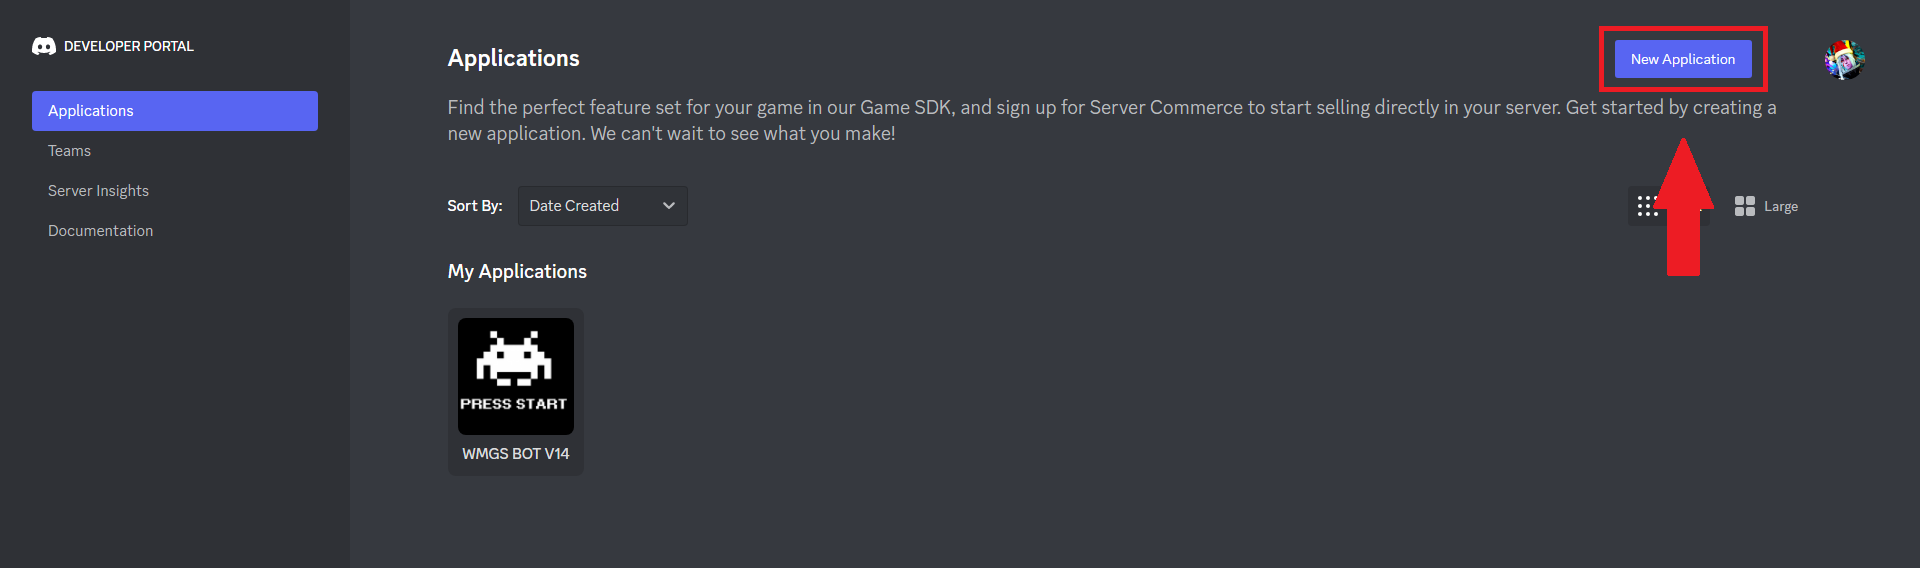 DEVELOPER PORTAL
Applications
Teams
Server Insights
Documentation
Applications
New Application
Find the perfect feature set for your game in our Game SDK, and sign up for Server Commerce to start selling directly in your server. Get started by creating a
new application. We can't wait to see what you make!
Sort By:
Date Created
Large
My Applications
PRESS START
WMGS BOT V14